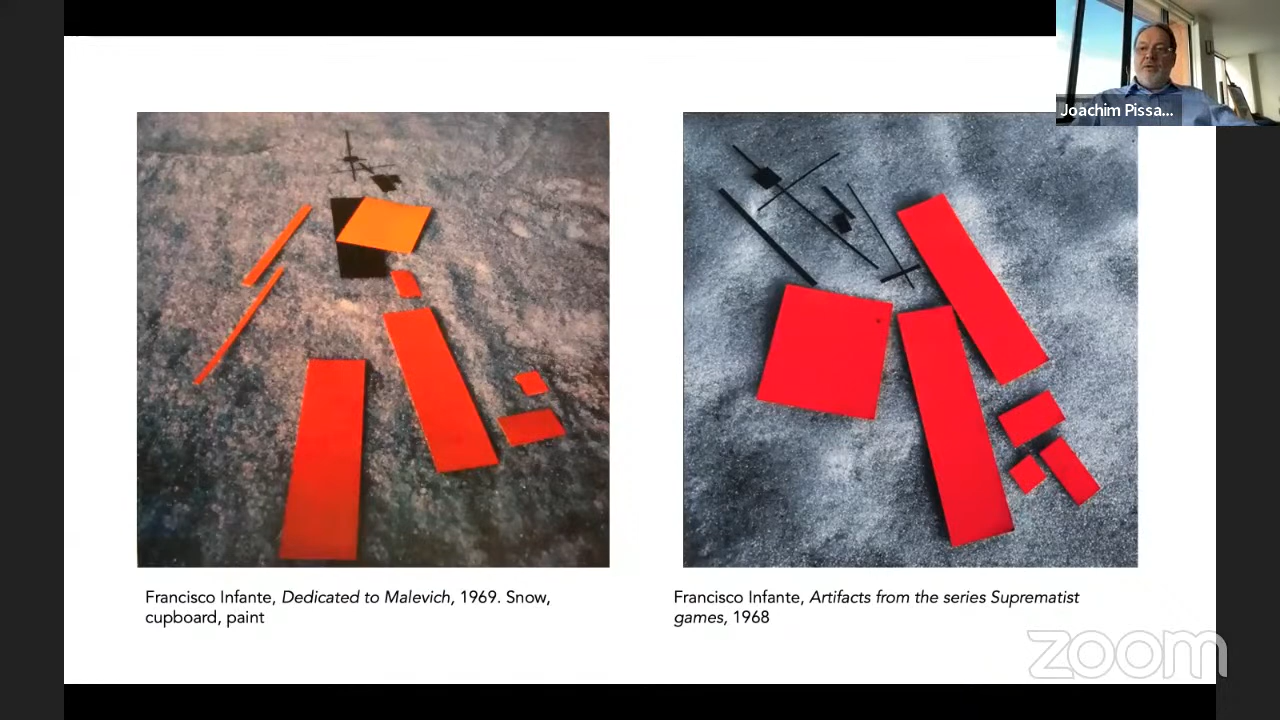 Joachim Pissa...
Francisco Infante, Dedicated to Malevich, 1969. Snow,
cupboard, paint
Francisco Infante, Artifacts from the series Suprematist
games, 1968
zoom